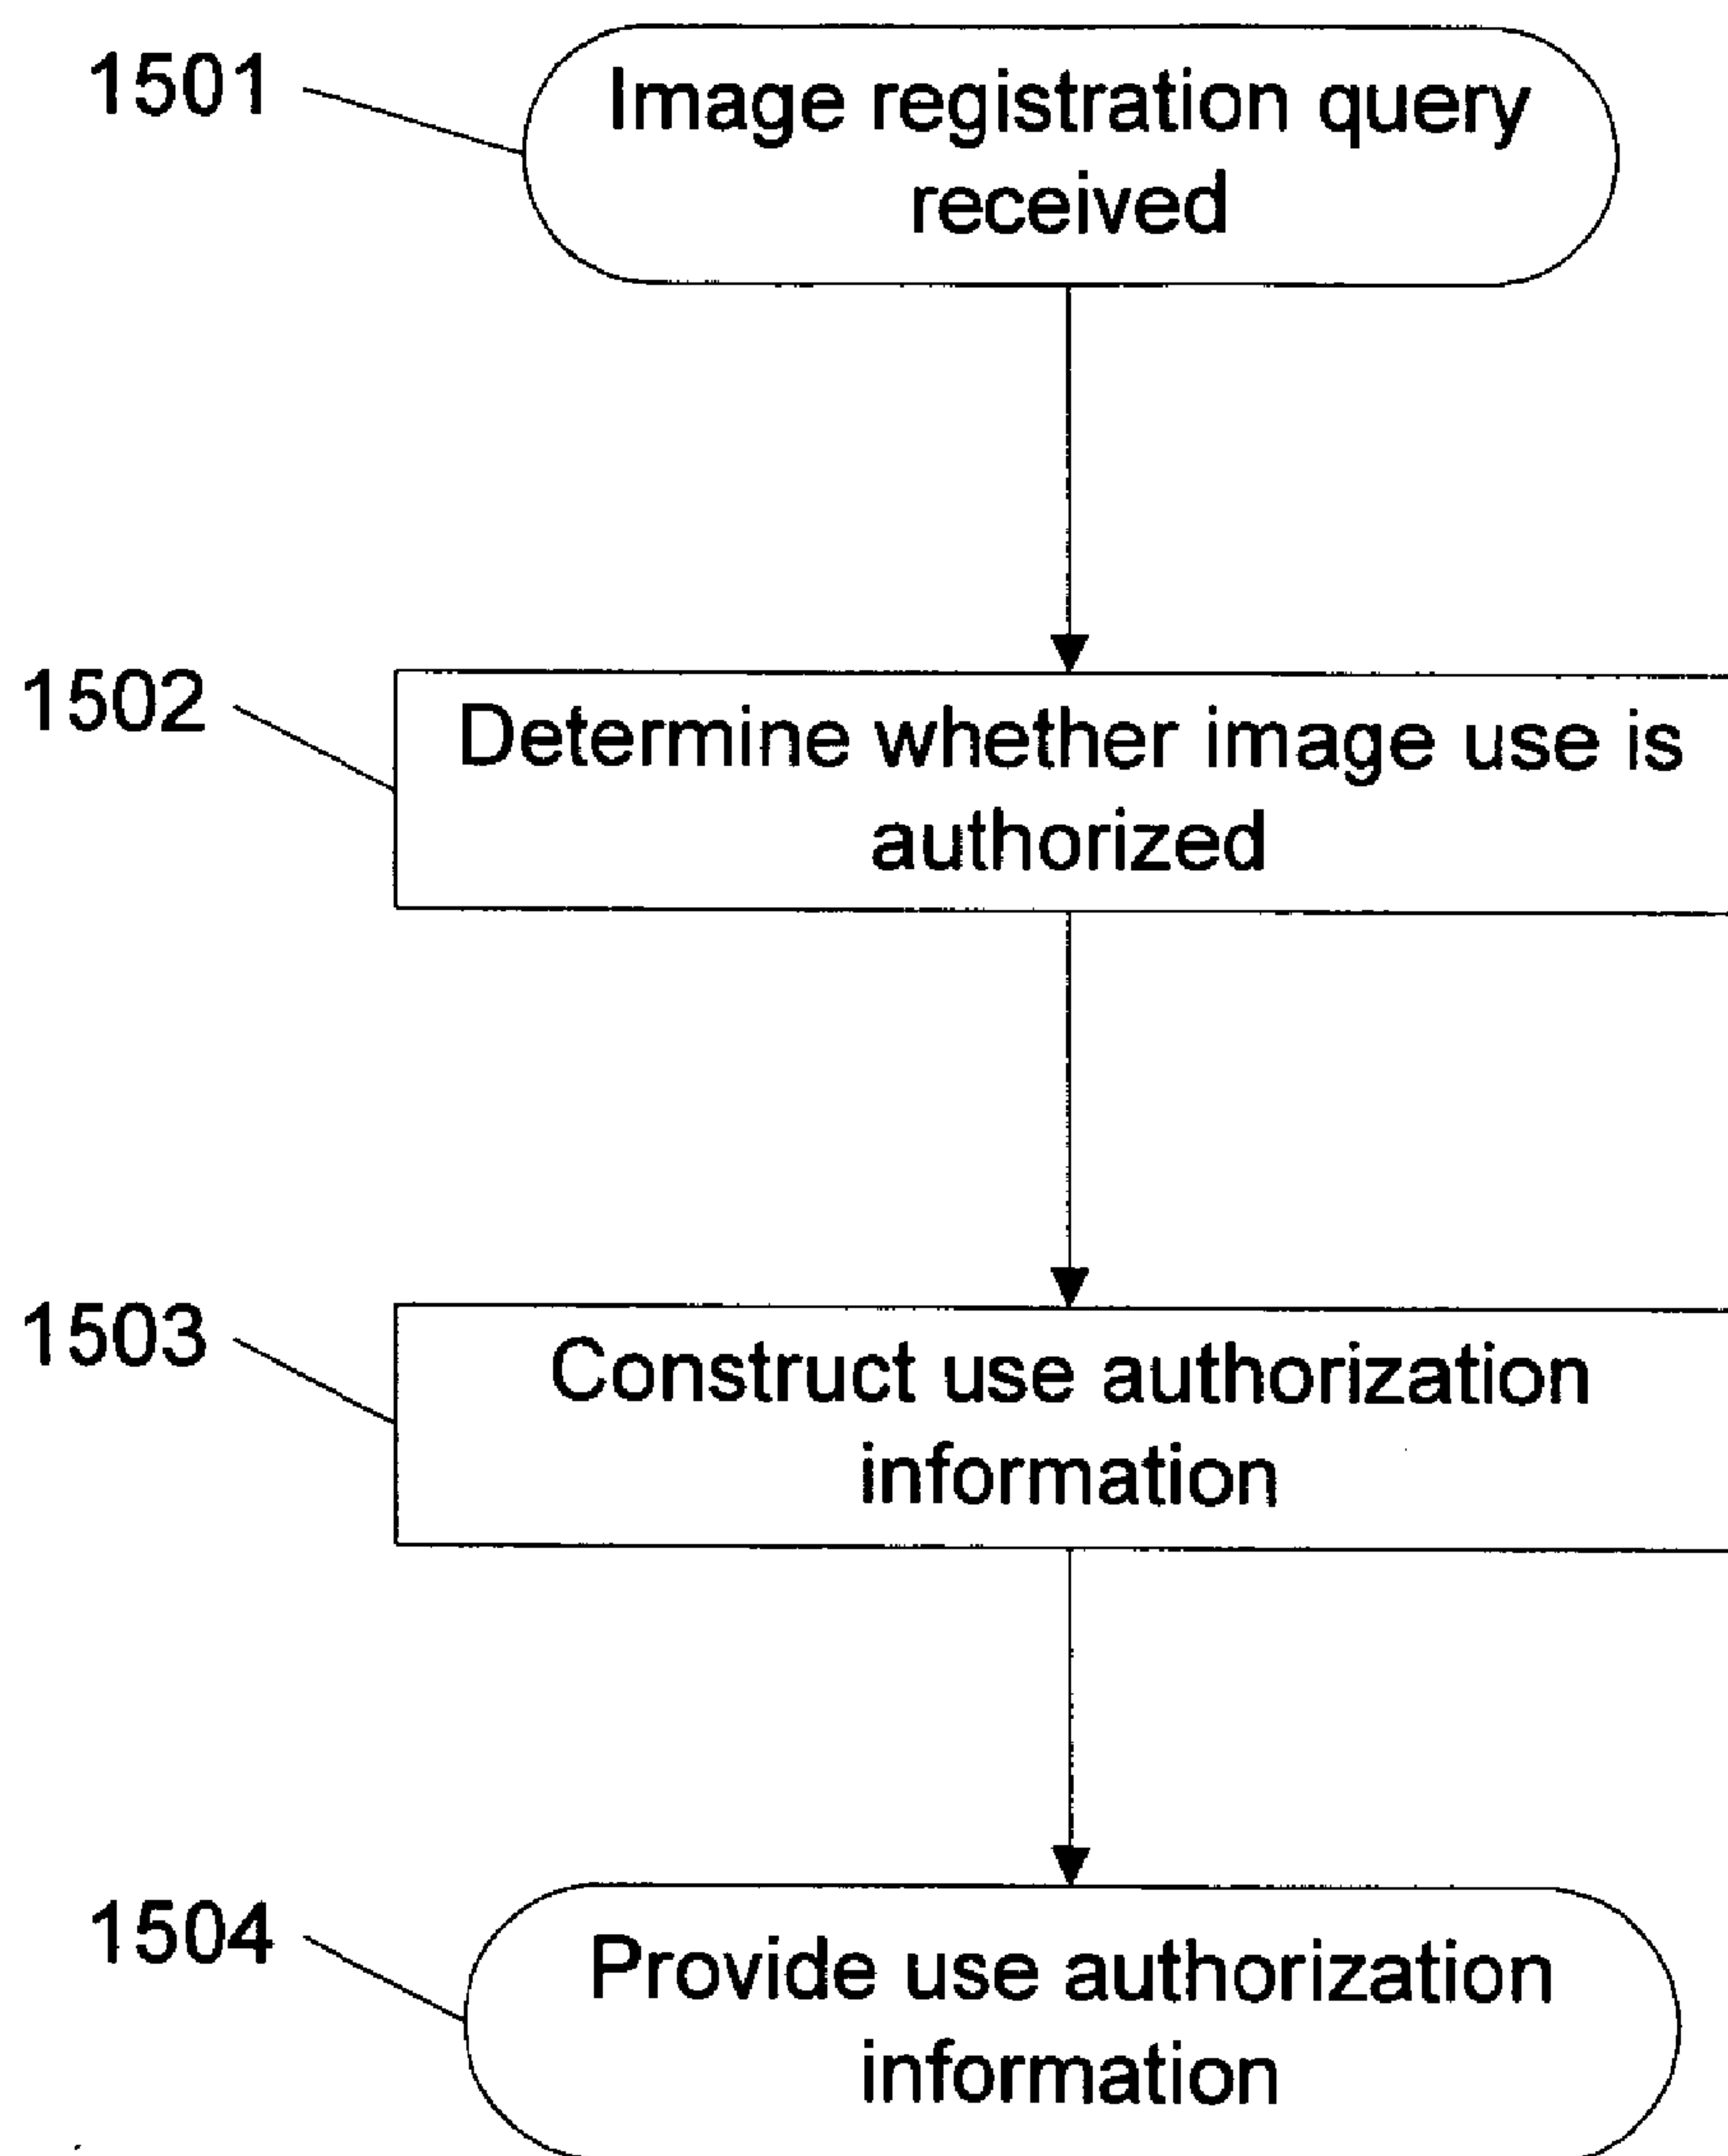 1501
Image registration query
received
1502
Determine whether image use is
authorized
1503
Construct use authorization
information
1504
Provide use authorization
information